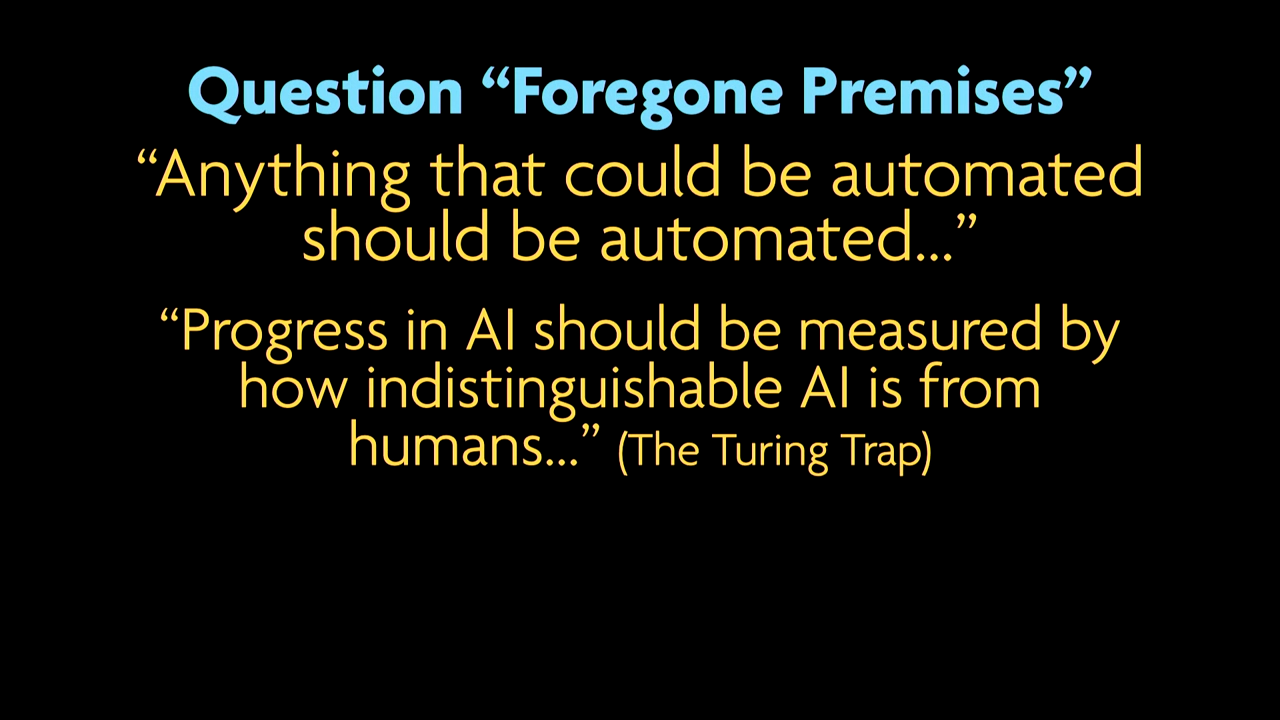 Question “Foregone Premises”
“Anything that could be automated
should be automated...”
“Progress in AI should be measured by
how indistinguishable AI is from
humans...” (The Turing Trap)